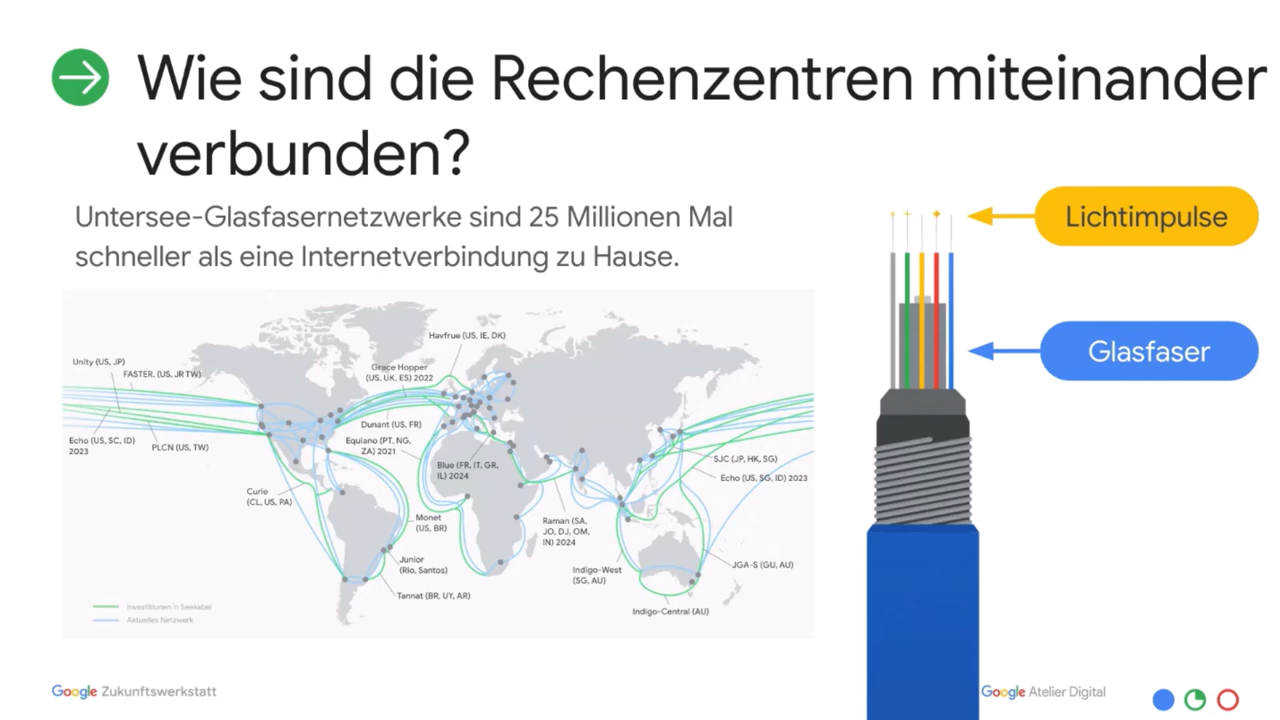 Wie sind die Rechenzentren miteinander
verbunden?
Untersee-Glasfasernetzwerke sind 25 Millionen Mal
schneller als eine Internetverbindung zu Hause.
Lichtimpulse
Glasfaser
Havfrue (US, IE, DK)
Unity (US, JP)
FASTER, (US, JR TW)
Grace Hopper
(US, UK, ES) 2022
Dunant (US, FR)
Echo (US, SC, ID)
2023
PLCN (US, TW)
Equiano (PT, NG,
ZA) 2021
Blue (FR, IT, GR,
IL) 2024
SJC (JP, HK, SG)
Echo (US, SG, ID) 2023
Curie
(CL, US, PA)
Monet
(US, BR)
Raman (SA,
JO, DJ, OM,
IN) 2024
Junior
(Rio, Santos)
Indigo-West
(SG, AU)
JGA-S (GU, AU)
Tannat (BR, UY, AR)
Indigo-Central (AU)
Investitionen in Seekabel
Aktuelles Netzwerk
Google Zukunftswerkstatt
Google Atelier Digital